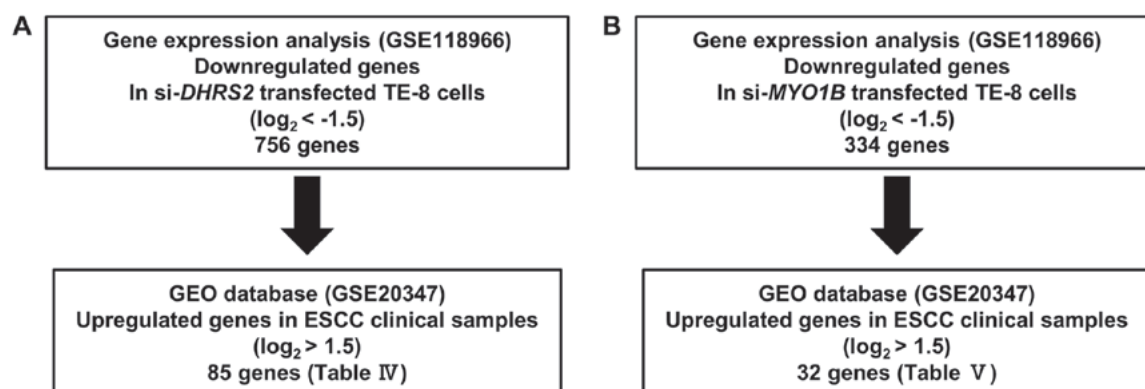 A
Gene expression analysis (GSE118966)
Downregulated genes
In si-DHRS2 transfected TE-8 cells
(log₂ < -1.5)
756 genes
GEO database (GSE20347)
Upregulated genes in ESCC clinical samples
(log₂ > 1.5)
85 genes (Table Ⅳ)
B
Gene expression analysis (GSE118966)
Downregulated genes
In si-MYO1B transfected TE-8 cells
(log₂ < -1.5)
334 genes
GEO database (GSE20347)
Upregulated genes in ESCC clinical samples
(log₂ > 1.5)
32 genes (Table Ⅴ)